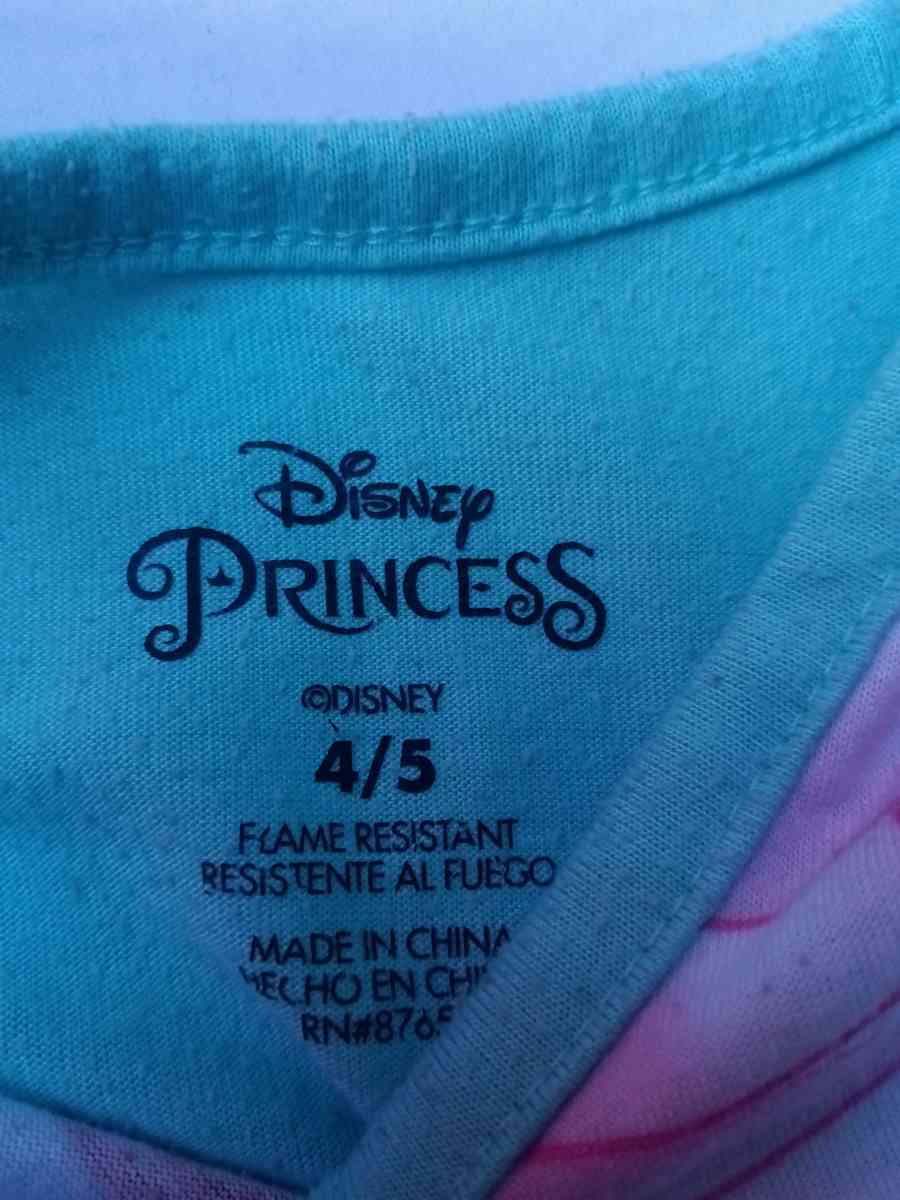 Disney
PRINCESS
©DISNEY
4/5
FLAME RESISTANT
RESISTENTE AL FUEGO
MADE IN CHINA
HECHO EN